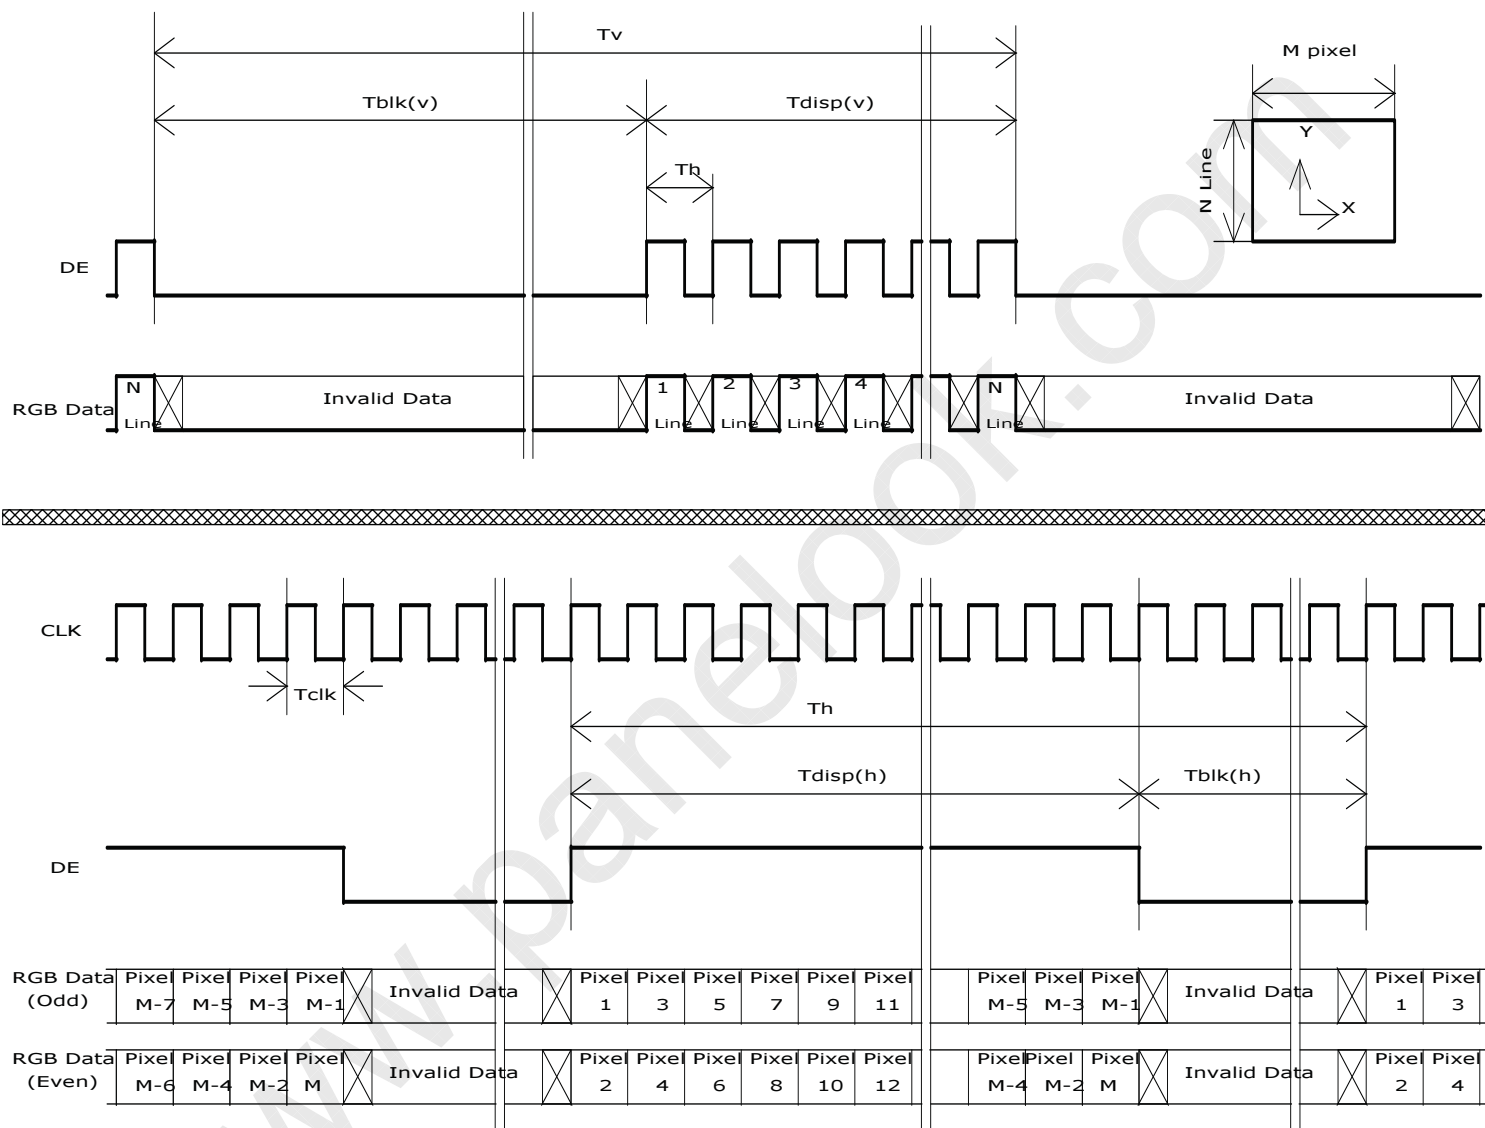 Tv
M pixel
Tblk(v) Tdisp(v)
Y
Th
N Line
X
DE
N 1 2 3 4 N
Invalid Data Invalid Data
RGB Data
Line Line Line Line Line Line
CLK
Tclk
Th
Tdisp(h) Tblk(h)
DE
RGB Data Pixel Pixel Pixel Pixel Pixel Pixel Pixel Pixel Pixel Pixel Pixel Pixel Pixel Pixel Pixel
Invalid Data Invalid Data
(Odd) M-7 M-5 M-3 M-1 1 3 5 7 9 11 M-5 M-3 M-1 1 3
RGB Data Pixel Pixel Pixel Pixel Pixel Pixel Pixel Pixel Pixel Pixel Pixel Pixel Pixel Pixel Pixel
Invalid Data Invalid Data
(Even) M-6 M-4 M-2 M 2 4 6 8 10 12 M-4 M-2 M 2 4
www.panelook.com